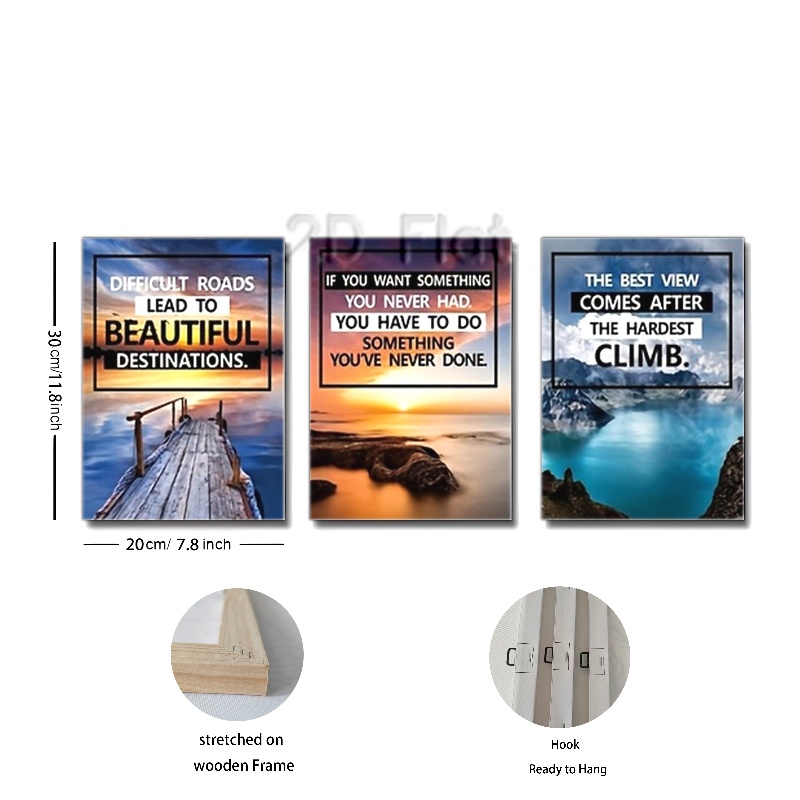 2D Flat
DIFFICULT ROADS
LEAD TO
BEAUTIFUL
DESTINATIONS.
IF YOU WANT SOMETHING
YOU NEVER HAD.
YOU HAVE TO DO
SOMETHING
YOU'VE NEVER DONE.
THE BEST VIEW
COMES AFTER
THE HARDEST
CLIMB.
30cm/11.8inch
20cm/ 7.8 inch
stretched on
wooden Frame
Hook
Ready to Hang